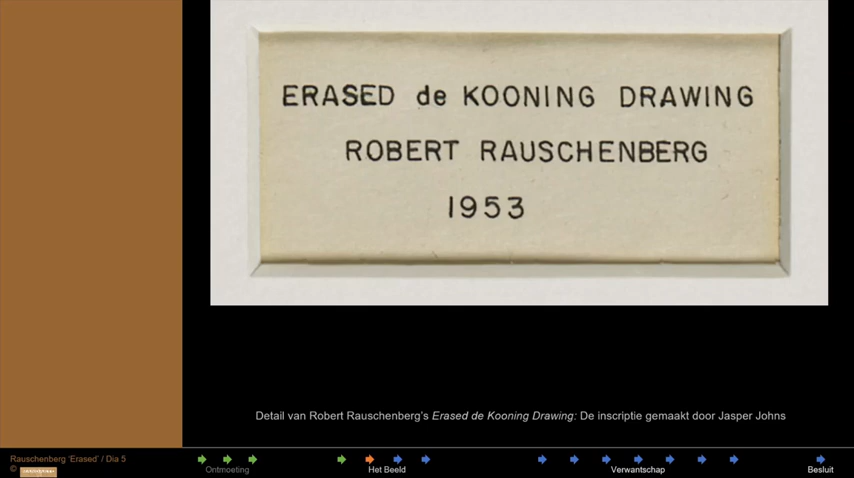 ERASED de KOONING DRAWING
ROBERT RAUSCHENBERG
1953
Detail van Robert Rauschenberg’s Erased de Kooning Drawing: De inscriptie gemaakt door Jasper Johns
Rauschenberg ‘Erased’ / Dia 5
©
Ontmoeting
Het Beeld
Verwantschap
Besluit